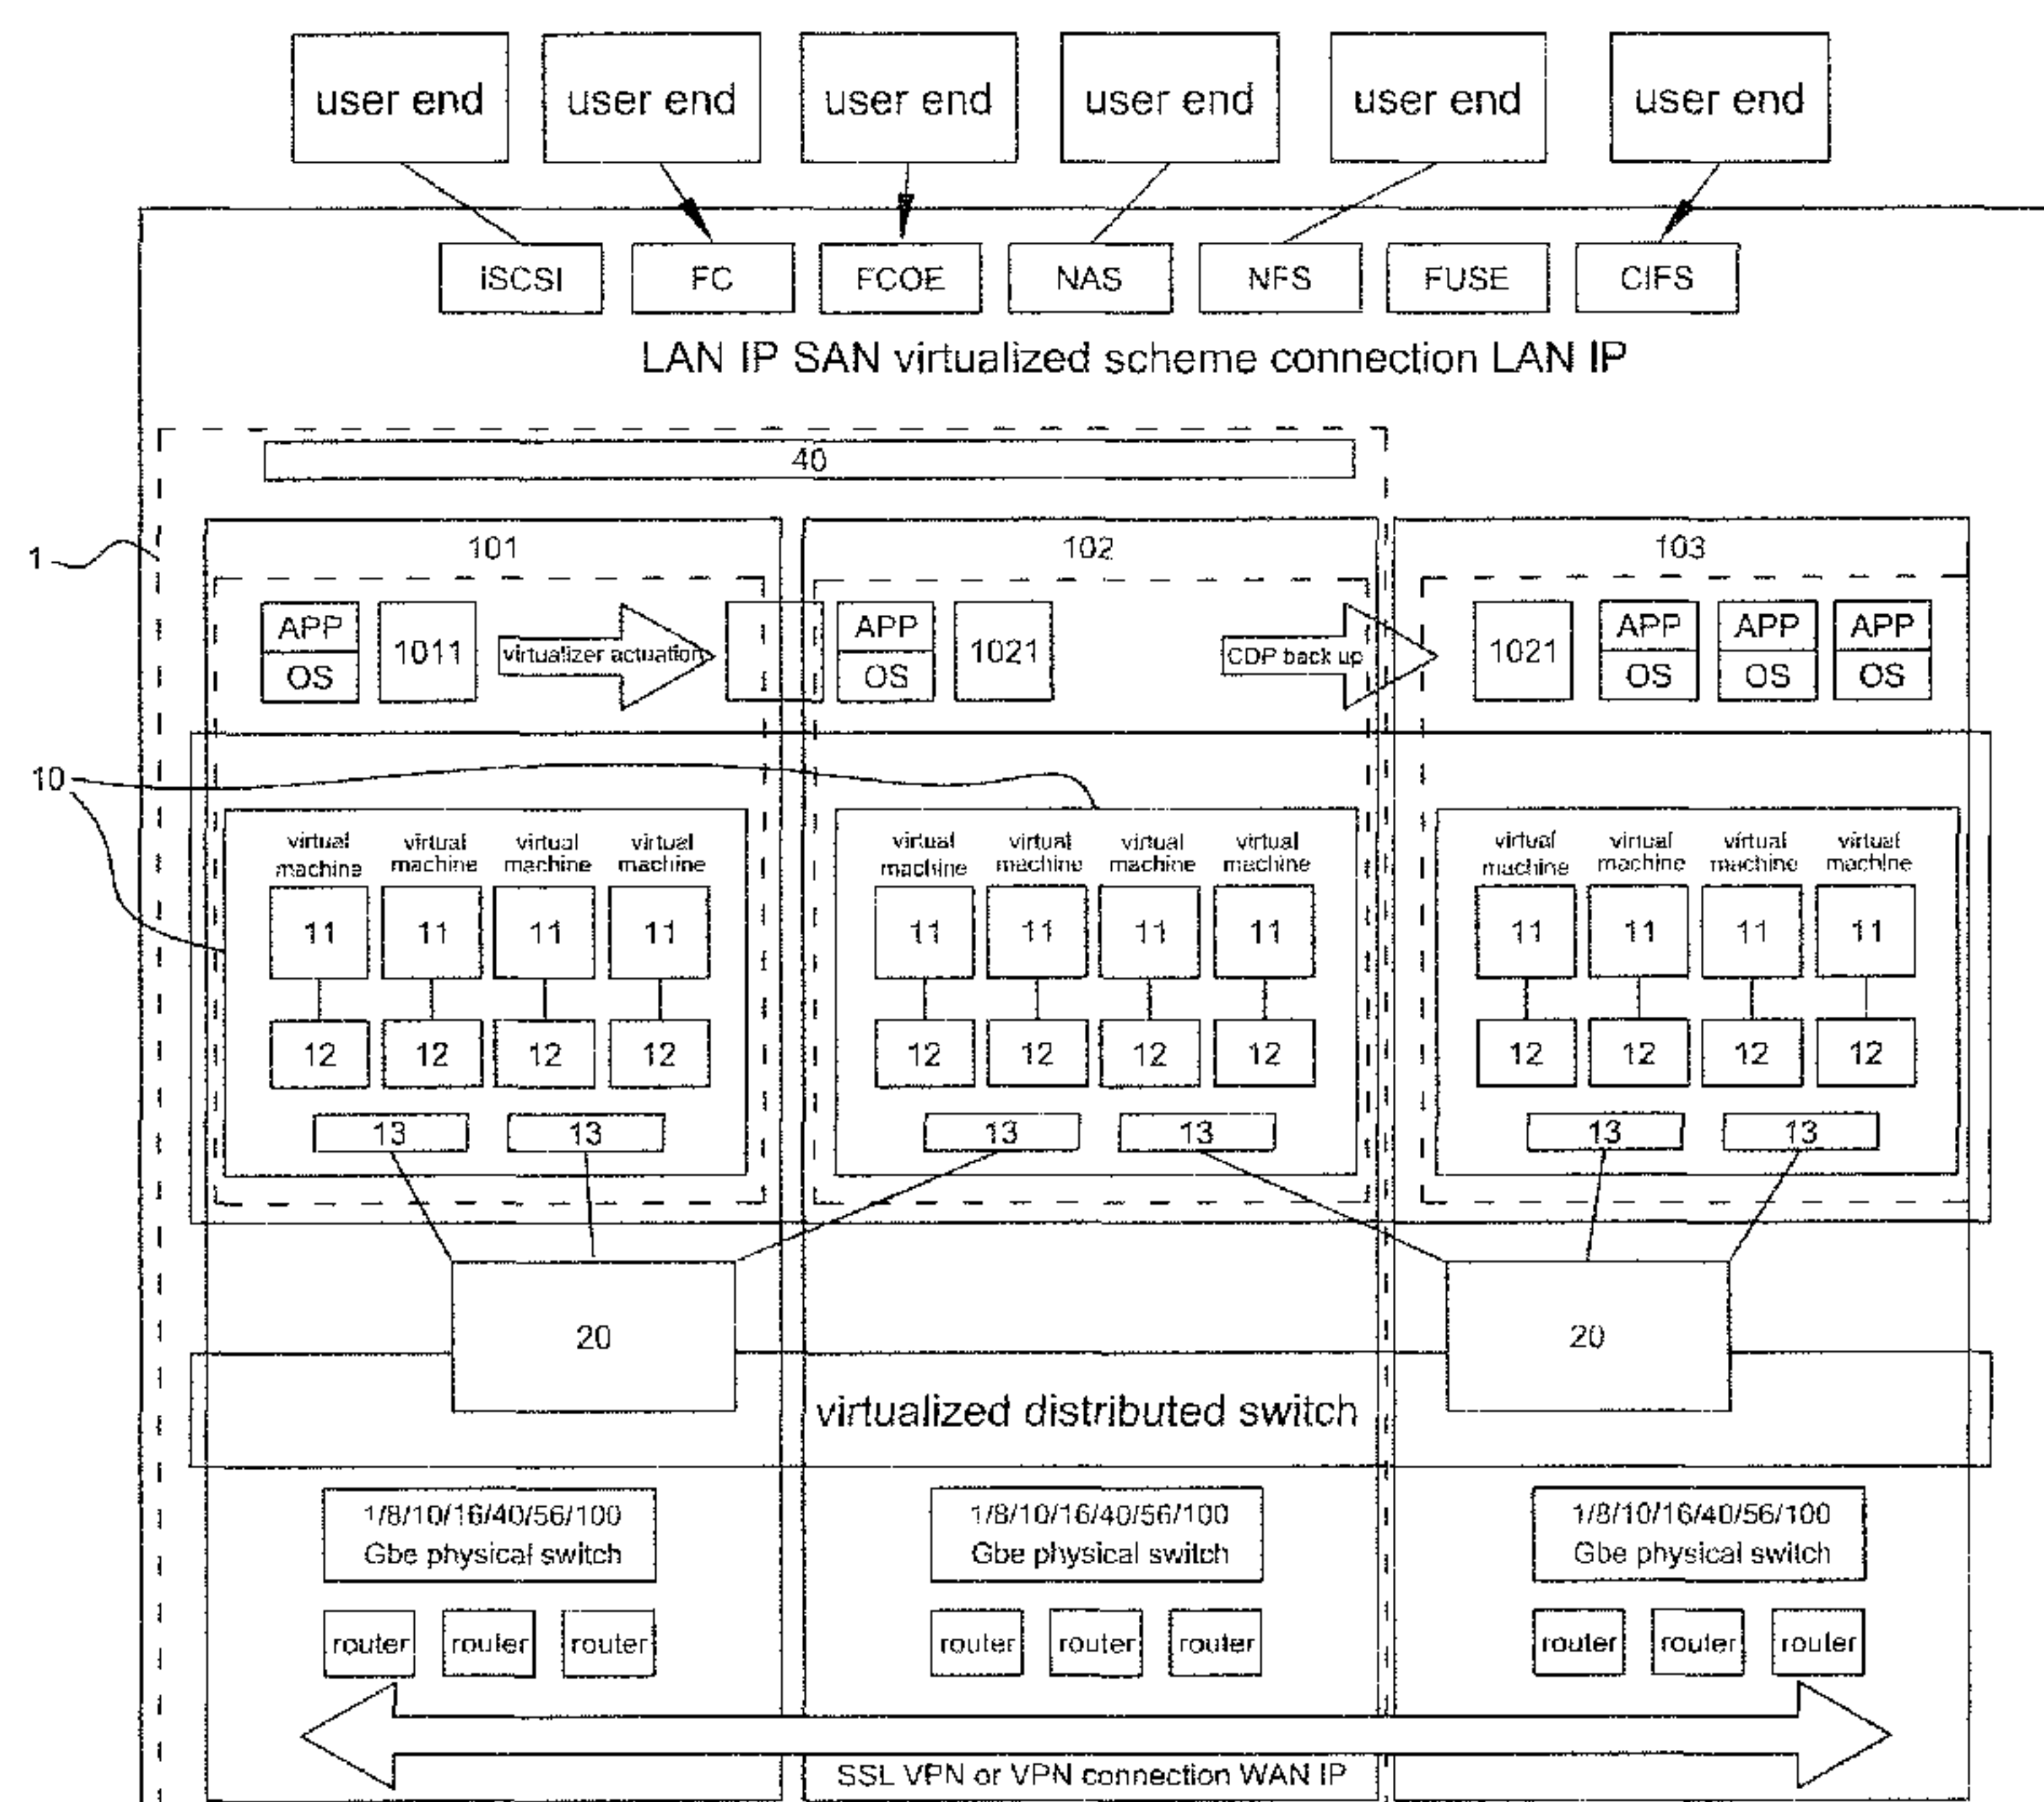 user end user end user end user end user end user end
iSCSI FC FCOE NAS NFS FUSE CIFS
LAN IP SAN virtualized scheme connection LAN IP
40
1
101 102 103
APP 1011 virtualizer actuation APP 1021 CDP back up 1021 APP APP APP
OS OS OS OS OS
10
virtual virtual virtual virtual virtual virtual virtual virtual virtual virtual virtual virtual
machine machine machine machine machine machine machine machine machine machine machine machine
11 11 11 11 11 11 11 11 11 11 11 11
12 12 12 12 12 12 12 12 12 12 12 12
13 13 13 13 13 13
20 20
virtualized distributed switch
1/8/10/16/40/56/100 1/8/10/16/40/56/100 1/8/10/16/40/56/100
Gbe physical switch Gbe physical switch Gbe physical switch
router router router router router router router router router
SSL VPN or VPN connection WAN IP